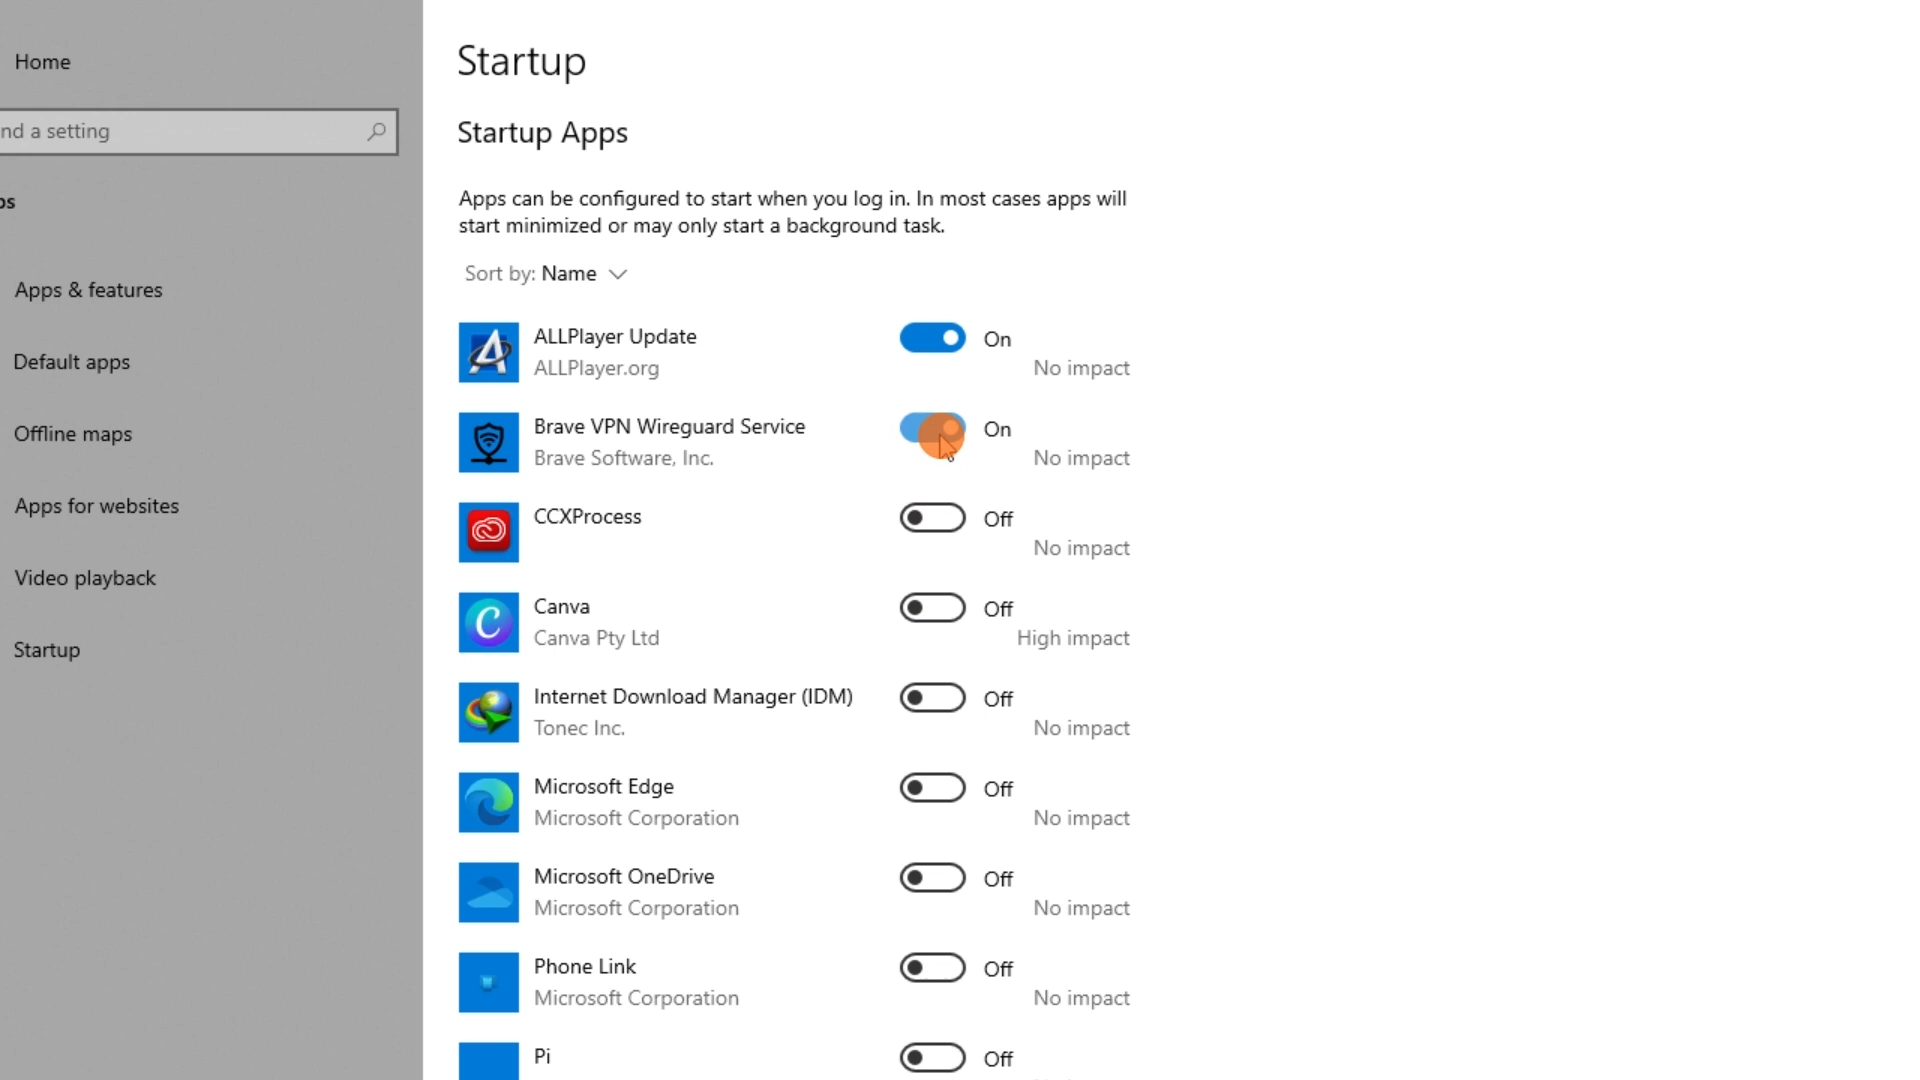 Home
nd a setting
ps
Apps & features
Default apps
Offline maps
Apps for websites
Video playback
Startup
Startup
Startup Apps
Apps can be configured to start when you log in. In most cases apps will
start minimized or may only start a background task.
Sort by: Name
ALLPlayer Update
On
ALLPlayer.org
No impact
Brave VPN Wireguard Service
On
Brave Software, Inc.
No impact
CCXProcess
Off
No impact
Canva
Off
Canva Pty Ltd
High impact
Internet Download Manager (IDM)
Off
Tonec Inc.
No impact
Microsoft Edge
Off
Microsoft Corporation
No impact
Microsoft OneDrive
Off
Microsoft Corporation
No impact
Phone Link
Off
Microsoft Corporation
No impact
Pi
Off